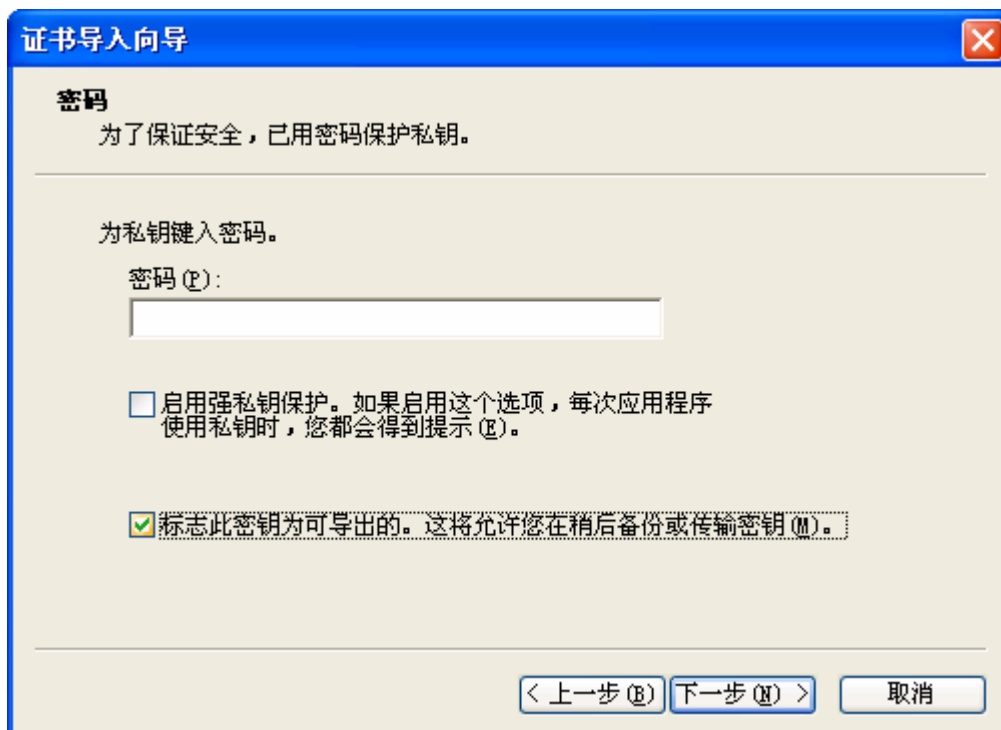 证书导入向导
密码
为了保证安全，已用密码保护私钥。
为私钥键入密码。
密码(P):
启用强私钥保护。如果启用这个选项，每次应用程序
使用私钥时，您都会得到提示(E)。
标志此密钥为可导出的。这将允许您在稍后备份或传输密钥(M)。
< 上一步(B) 下一步(N) > 取消